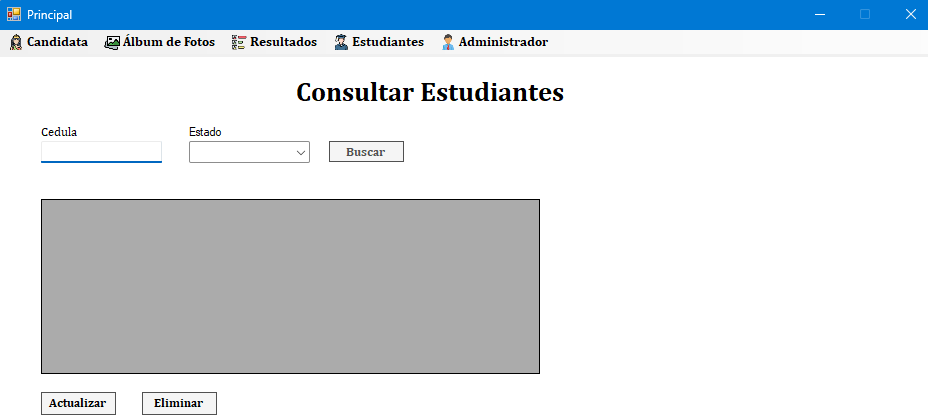 Principal
Candidata Álbum de Fotos Resultados Estudiantes Administrador
Consultar Estudiantes
Cedula Estado
Buscar
Actualizar Eliminar